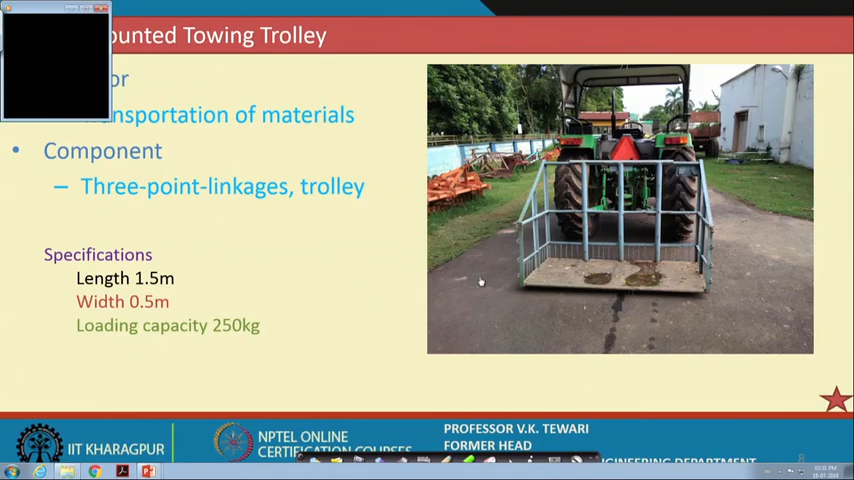 ounted Towing Trolley
or
ansportation of materials
• Component
– Three-point-linkages, trolley
Specifications
Length 1.5m
Width 0.5m
Loading capacity 250kg
IIT KHARAGPUR
NPTEL ONLINE
CERTIFICATION COURSES
PROFESSOR V.K. TEWARI
FORMER HEAD
ENGINEERING DEPARTMENT